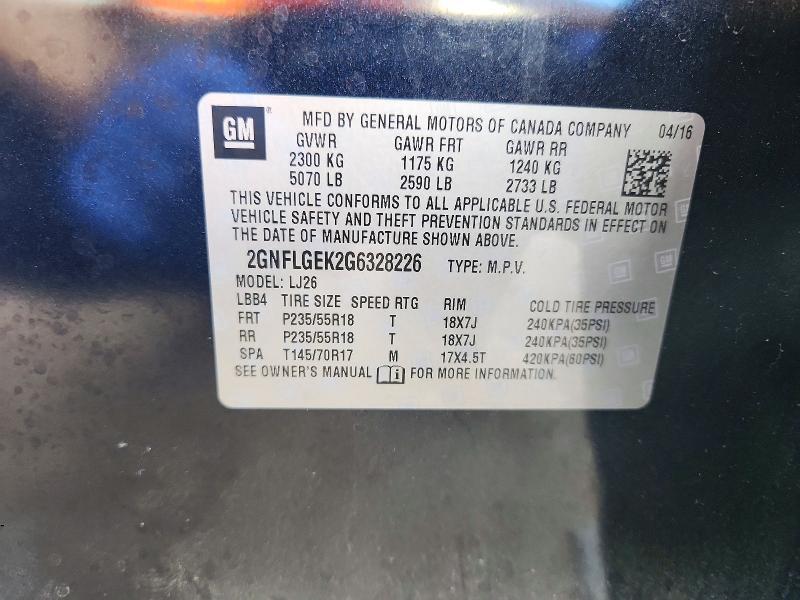 GM ® MFD BY GENERAL MOTORS OF CANADA COMPANY 04/16
GVWR GAWR FRT GAWR RR
2300 KG 1175 KG 1240 KG
5070 LB 2590 LB 2733 LB
THIS VEHICLE CONFORMS TO ALL APPLICABLE U.S. FEDERAL MOTOR
VEHICLE SAFETY AND THEFT PREVENTION STANDARDS IN EFFECT ON
THE DATE OF MANUFACTURE SHOWN ABOVE.
2GNFLGEK2G6328226 TYPE: M.P.V.
MODEL: LJ26
LBB4 TIRE SIZE SPEED RTG RIM COLD TIRE PRESSURE
FRT P235/55R18 T 18X7J 240KPA(35PSI)
RR P235/55R18 T 18X7J 240KPA(35PSI)
SPA T145/70R17 M 17X4.5T 420KPA(60PSI)
SEE OWNER'S MANUAL i FOR MORE INFORMATION.